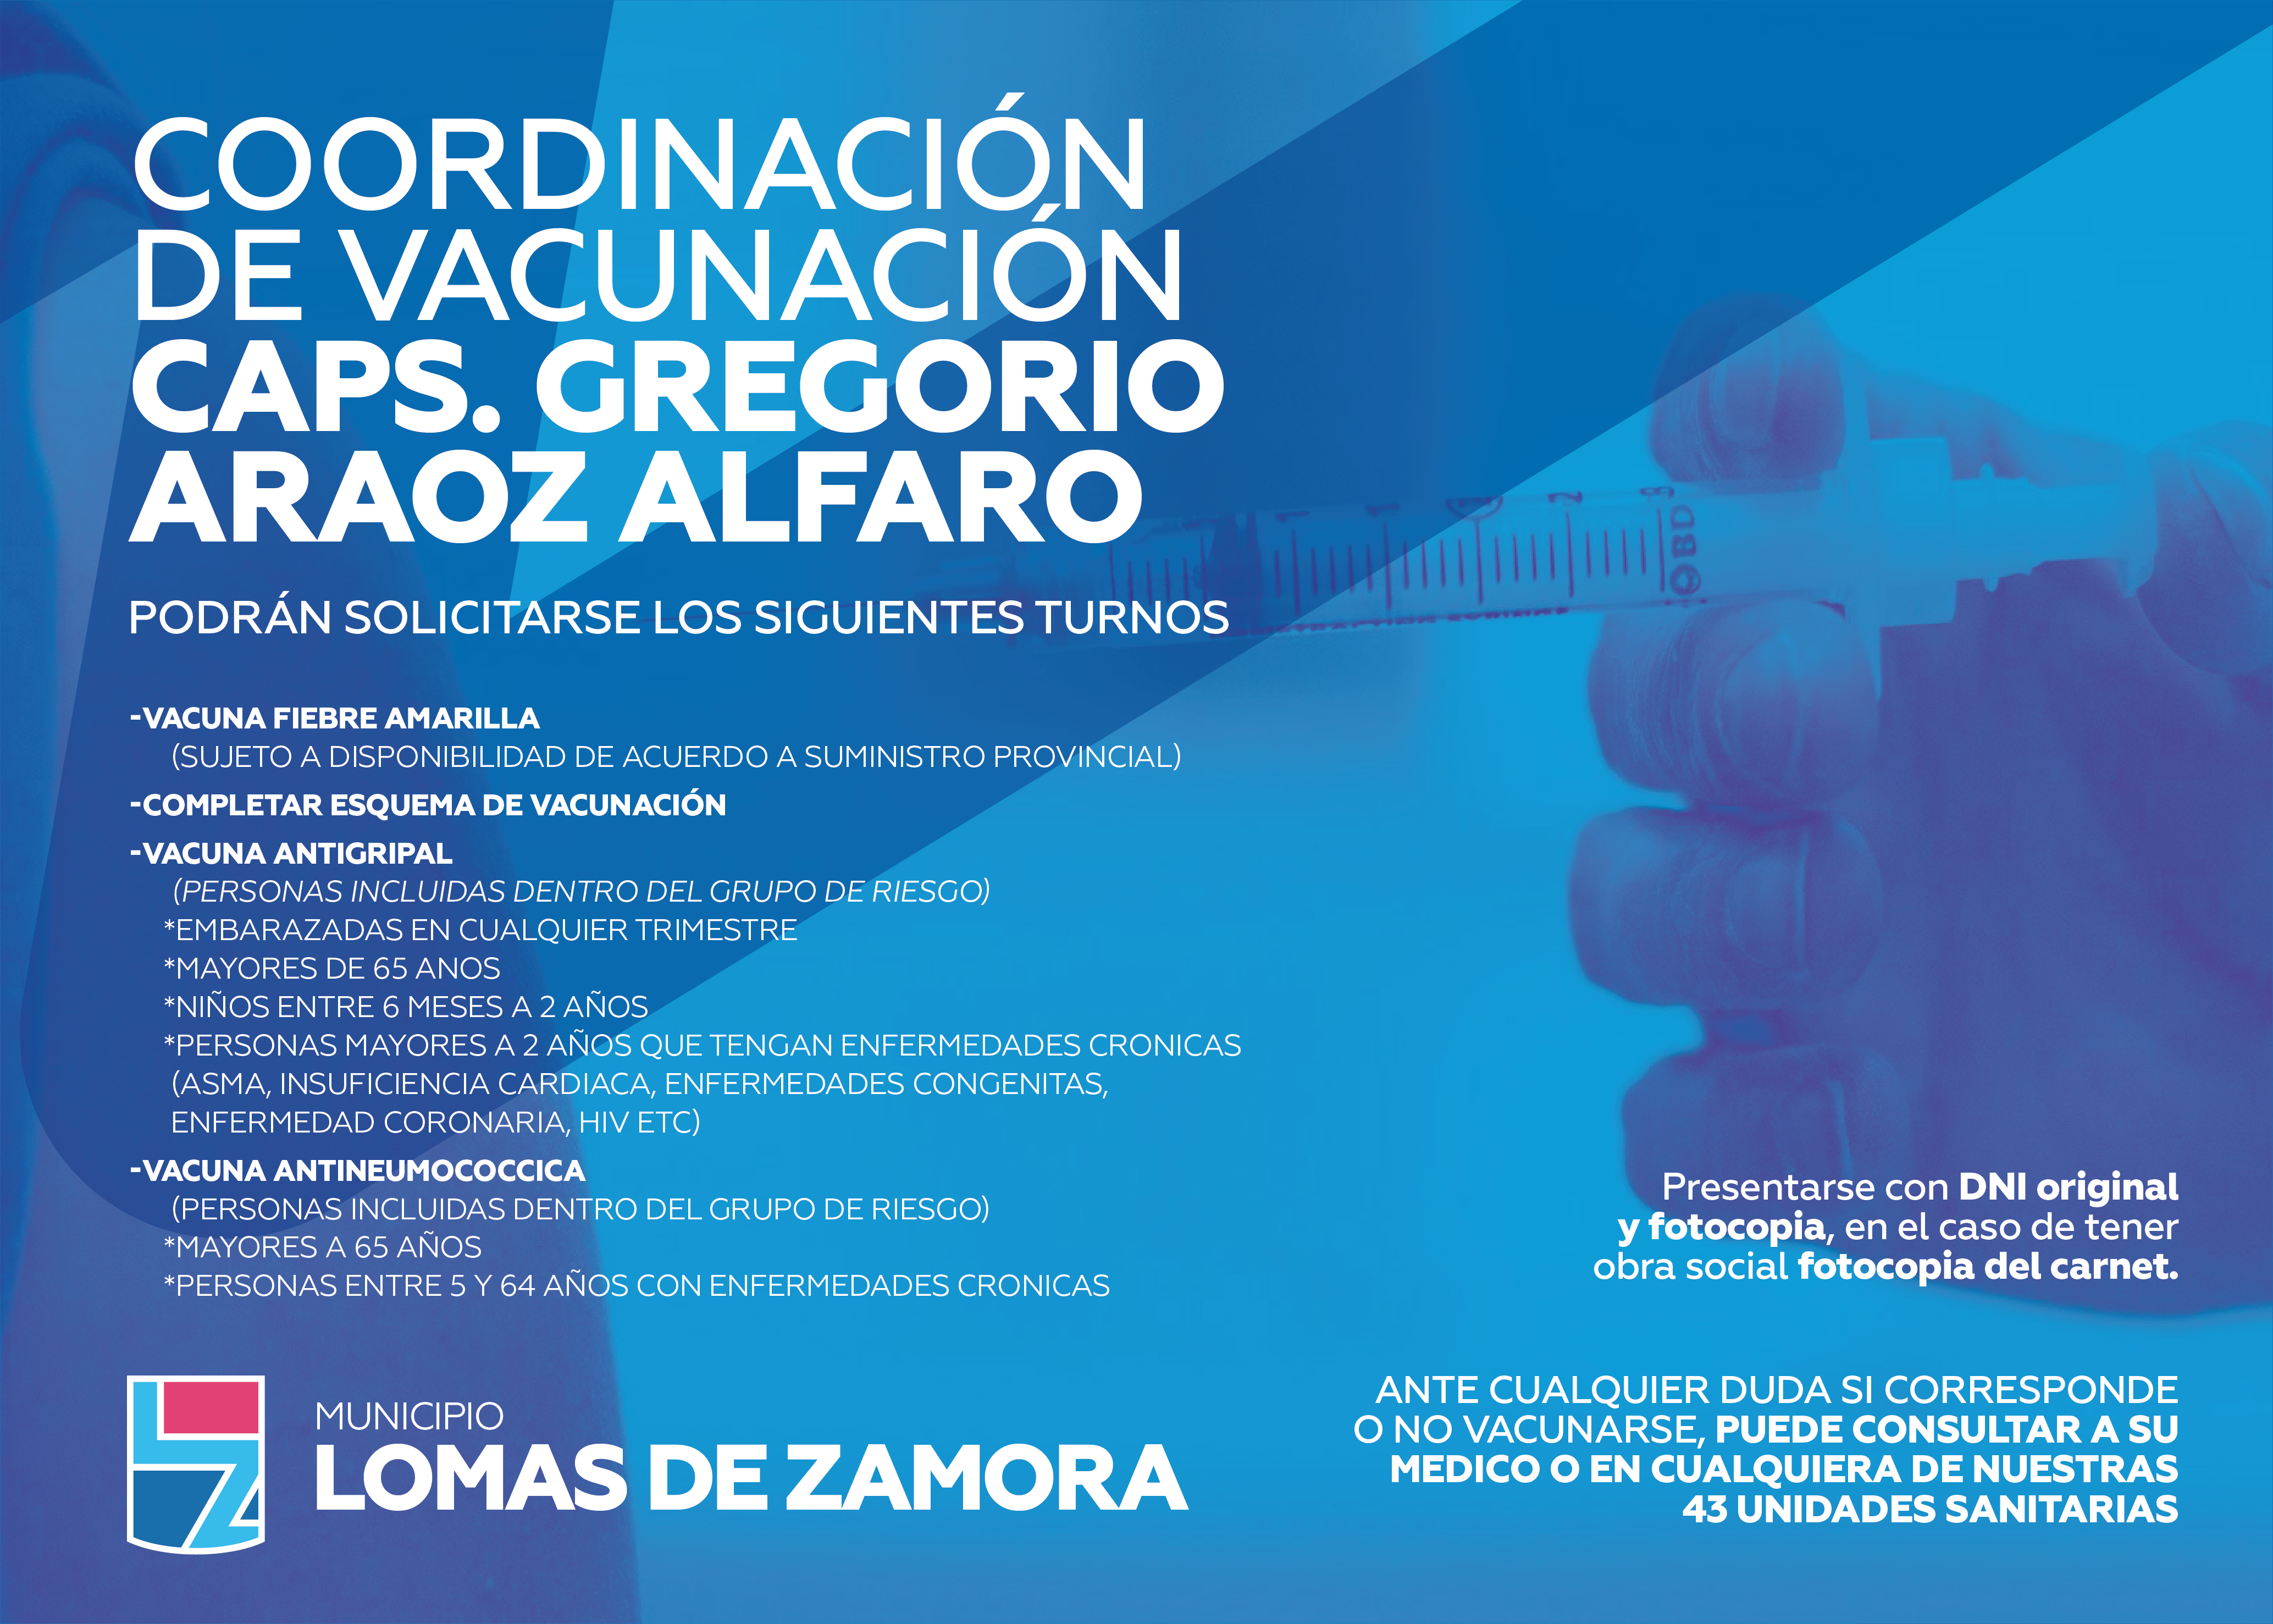 COORDINACIÓN
DE VACUNACIÓN
CAPS. GREGORIO
ARAOZ ALFARO
PODRÁN SOLICITARSE LOS SIGUIENTES TURNOS
-VACUNA FIEBRE AMARILLA
(SUJETO A DISPONIBILIDAD DE ACUERDO A SUMINISTRO PROVINCIAL)
-COMPLETAR ESQUEMA DE VACUNACIÓN
-VACUNA ANTIGRIPAL
(PERSONAS INCLUIDAS DENTRO DEL GRUPO DE RIESGO)
*EMBARAZADAS EN CUALQUIER TRIMESTRE
*MAYORES DE 65 ANOS
*NIÑOS ENTRE 6 MESES A 2 AÑOS
*PERSONAS MAYORES A 2 AÑOS QUE TENGAN ENFERMEDADES CRONICAS
(ASMA, INSUFICIENCIA CARDIACA, ENFERMEDADES CONGENITAS,
ENFERMEDAD CORONARIA, HIV ETC)
-VACUNA ANTINEUMOCOCCICA
(PERSONAS INCLUIDAS DENTRO DEL GRUPO DE RIESGO)
*MAYORES A 65 AÑOS
*PERSONAS ENTRE 5 Y 64 AÑOS CON ENFERMEDADES CRONICAS
Presentarse con DNI original
y fotocopia, en el caso de tener
obra social fotocopia del carnet.
MUNICIPIO
LOMAS DE ZAMORA
ANTE CUALQUIER DUDA SI CORRESPONDE
O NO VACUNARSE, PUEDE CONSULTAR A SU
MEDICO O EN CUALQUIERA DE NUESTRAS
43 UNIDADES SANITARIAS